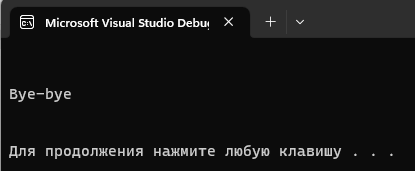 Microsoft Visual Studio Debug
Bye-bye
Для продолжения нажмите любую клавишу . . .